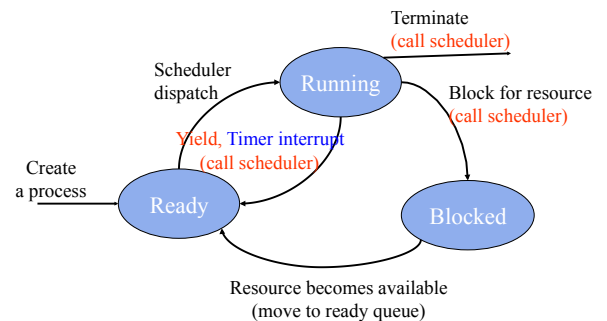 Terminate
(call scheduler)
Scheduler
dispatch
Running
Block for resource
(call scheduler)
Yield, Timer interrupt
(call scheduler)
Create
a process
Ready
Blocked
Resource becomes available
(move to ready queue)